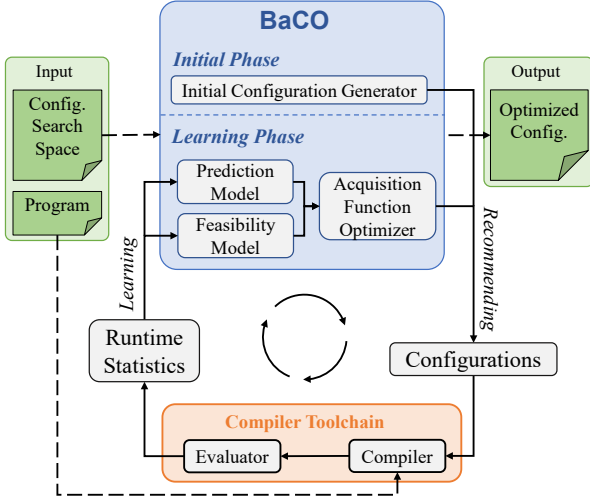 BaCO
Input
Config.
Search
Space
Program
Initial Phase
Initial Configuration Generator
Learning Phase
Prediction
Model
Feasibility
Model
Acquisition
Function
Optimizer
Output
Optimized
Config.
Learning
Recommending
Runtime
Statistics
Configurations
Compiler Toolchain
Evaluator
Compiler